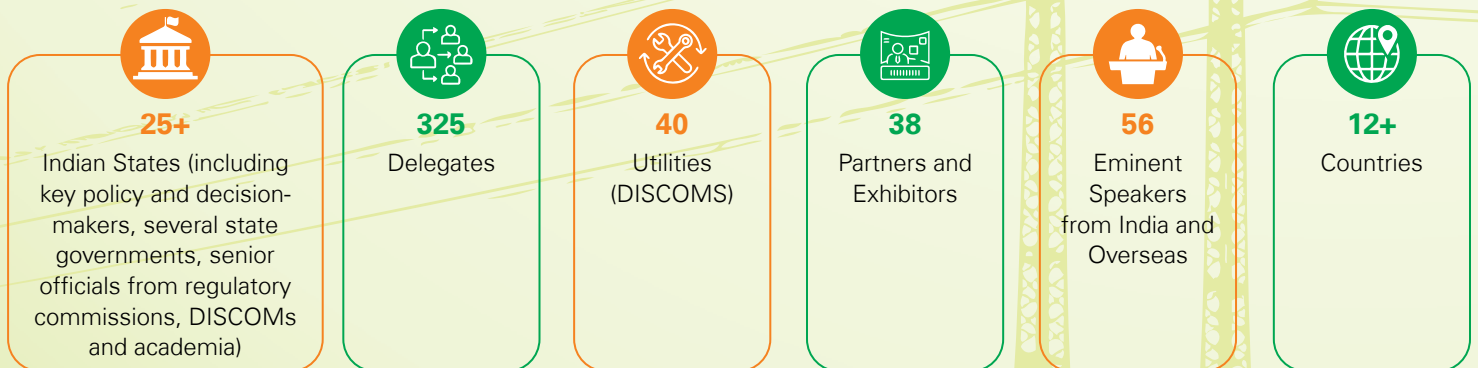 25+
Indian States (including
key policy and decision-
makers, several state
governments, senior
officials from regulatory
commissions, DISCOMs
and academia)
325
Delegates
40
Utilities
(DISCOMS)
38
Partners and
Exhibitors
56
Eminent
Speakers
from India and
Overseas
12+
Countries